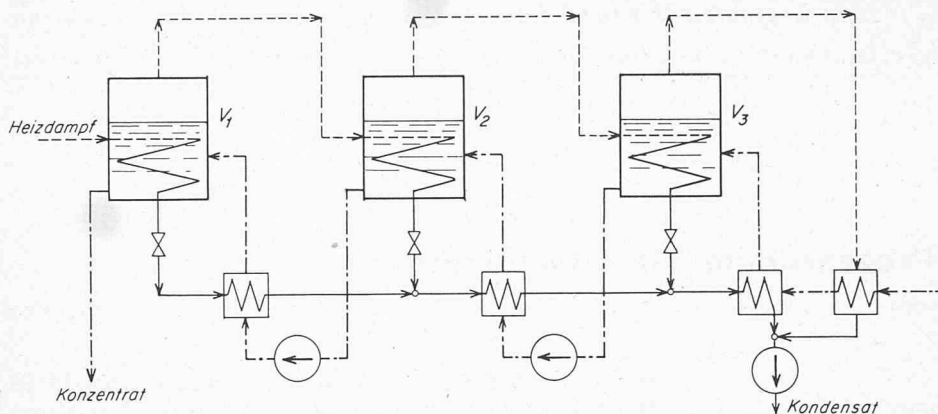 Heizdampf
V1
V2
V3
Konzentrat
Kondensat